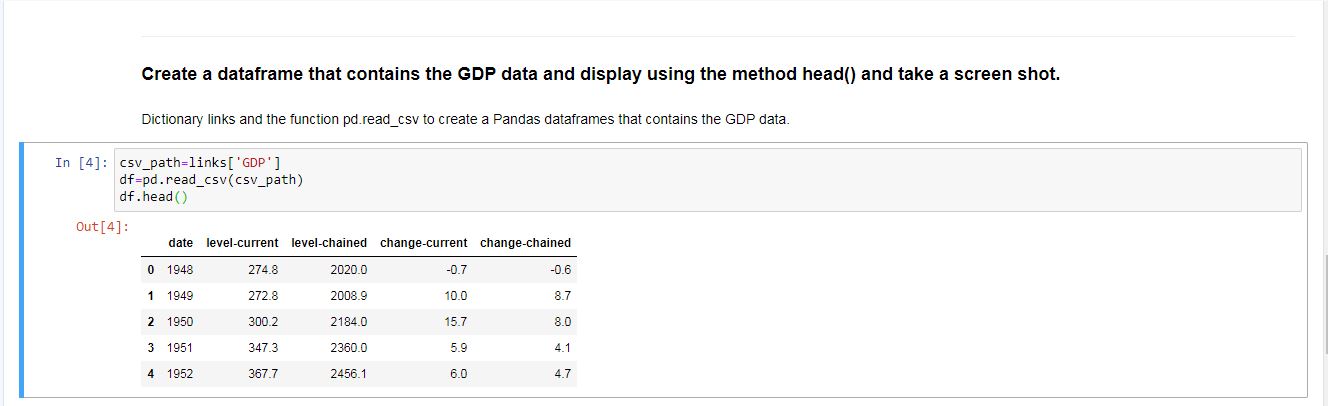 Create a dataframe that contains the GDP data and display using the method head() and take a screen shot.
Dictionary links and the function pd.read_csv to create a Pandas dataframes that contains the GDP data.
In [4]: csv_path=links['GDP']
df=pd.read_csv(csv_path)
df.head()
Out[4]:
date level-current level-chained change-current change-chained
0 1948 274.8 2020.0 -0.7 -0.6
1 1949 272.8 2008.9 10.0 8.7
2 1950 300.2 2184.0 15.7 8.0
3 1951 347.3 2360.0 5.9 4.1
4 1952 367.7 2456.1 6.0 4.7